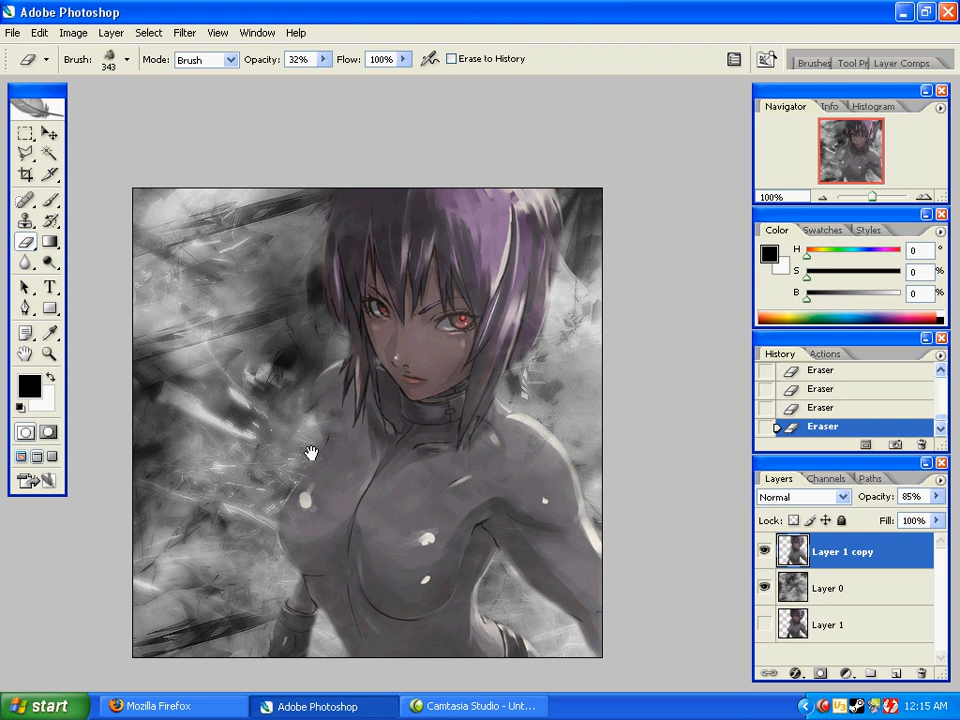 Adobe Photoshop
File Edit Image Layer Select Filter View Window Help
Brush: 343 Mode: Brush Opacity: 32% Flow: 100% Erase to History
Brushes Tool Pr Layer Comps
Navigator Info Histogram
100%
Color Swatches Styles
H 0 °
S 0 %
B 0 %
History Actions
Eraser
Eraser
Eraser
Eraser
Layers Channels Paths
Normal Opacity: 85%
Lock: Fill: 100%
Layer 1 copy
Layer 0
Layer 1
T
start Mozilla Firefox Adobe Photoshop Camtasia Studio - Unt... 12:15 AM